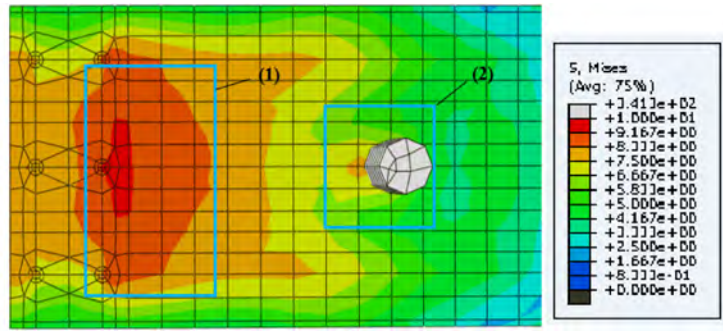 (1)
(2)
S, Mises
(Avg: 75%)
+3.413e+02
+1.000e+01
+9.167e+00
+8.333e+00
+7.500e+00
+6.667e+00
+5.833e+00
+5.000e+00
+4.167e+00
+3.333e+00
+2.500e+00
+1.667e+00
+8.333e-01
+0.000e+00